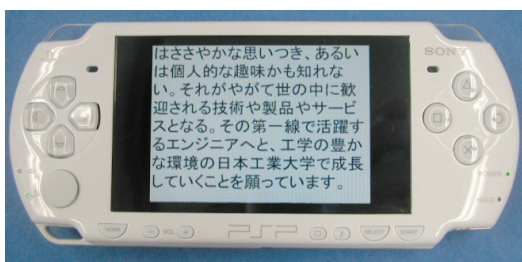 はささやかな思いつき、あるい
は個人的な趣味かも知れな
い。それがやがて世の中に歓
迎される技術や製品やサービ
スとなる。その第一線で活躍す
るエンジニアへと、工学の豊か
な環境の日本工業大学で成長
していくことを願っています。
SONY
POWER
HOLD
HOME
VOL
PSP
SELECT
START